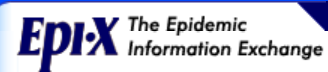 Epi-X The Epidemic
Information Exchange